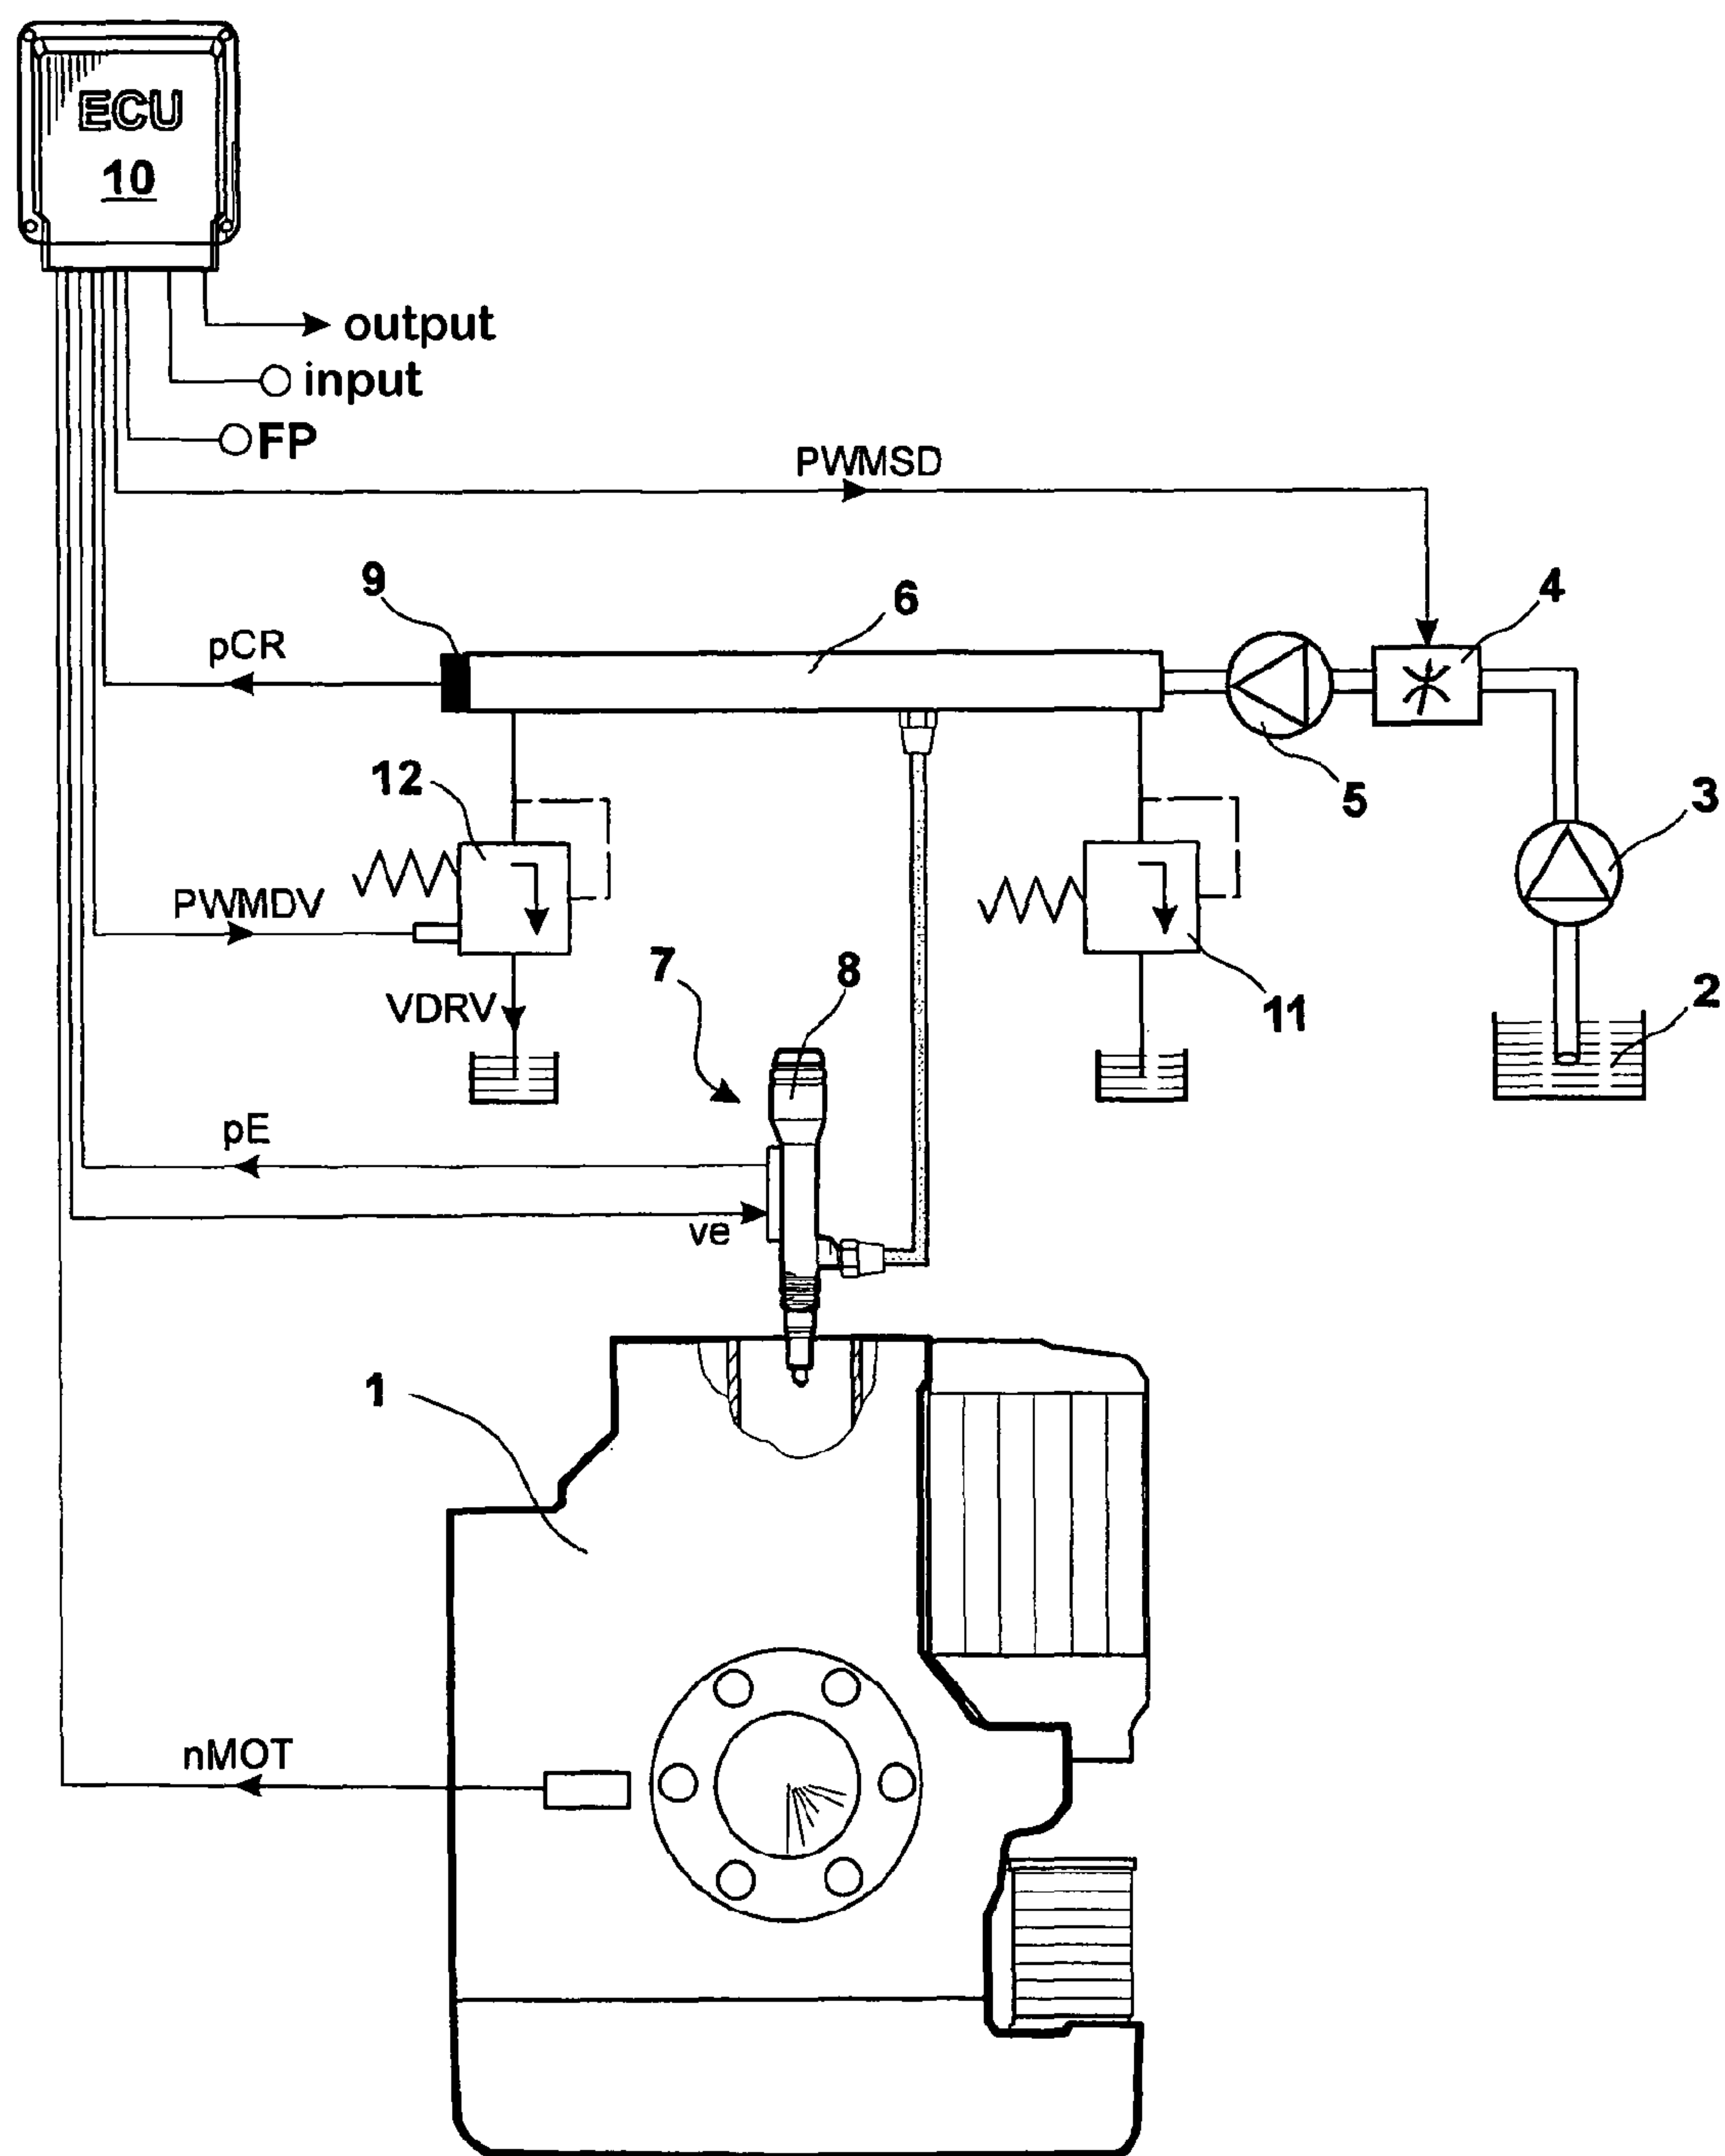 ECU
10
output
input
FP
PWMSD
9
6
4
pCR
12
5
3
PWMDV
7
8
11
2
VDRV
pE
ve
1
nMOT